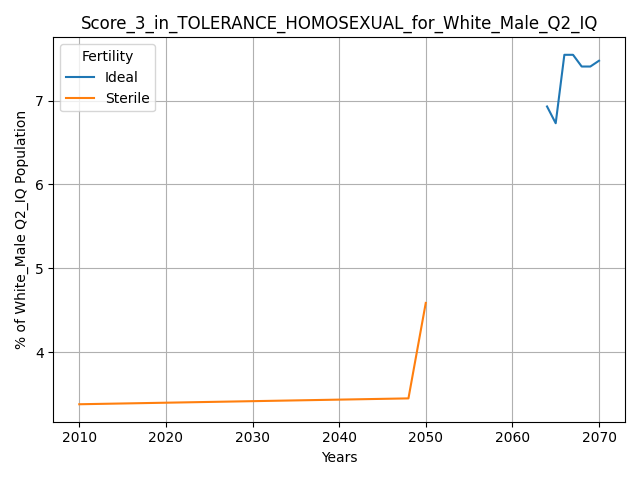 Score_3_in_TOLERANCE_HOMOSEXUAL_for_White_Male_Q2_IQ
Fertility
Ideal
Sterile
7
6
5
4
% of White_Male Q2_IQ Population
2010 2020 2030 2040 2050 2060 2070
Years